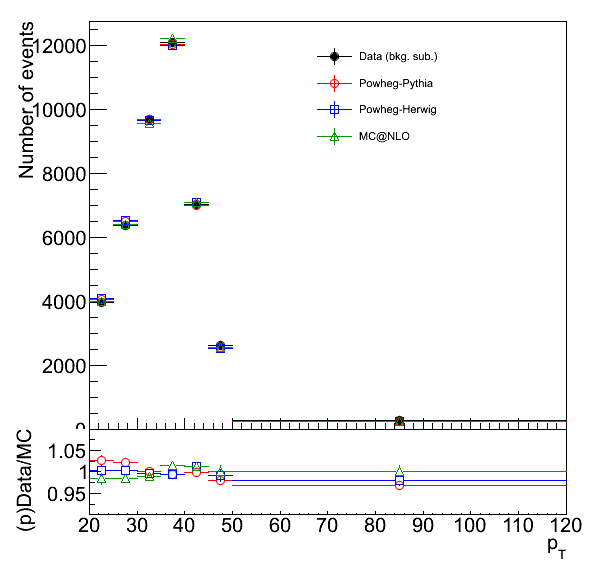 Number of events
12000
10000
8000
6000
4000
2000
0
Data (bkg. sub.)
Powheg-Pythia
Powheg-Herwig
MC@NLO
(p)Data/MC
1.05
1
0.95
20 30 40 50 60 70 80 90 100 110 120
p_T